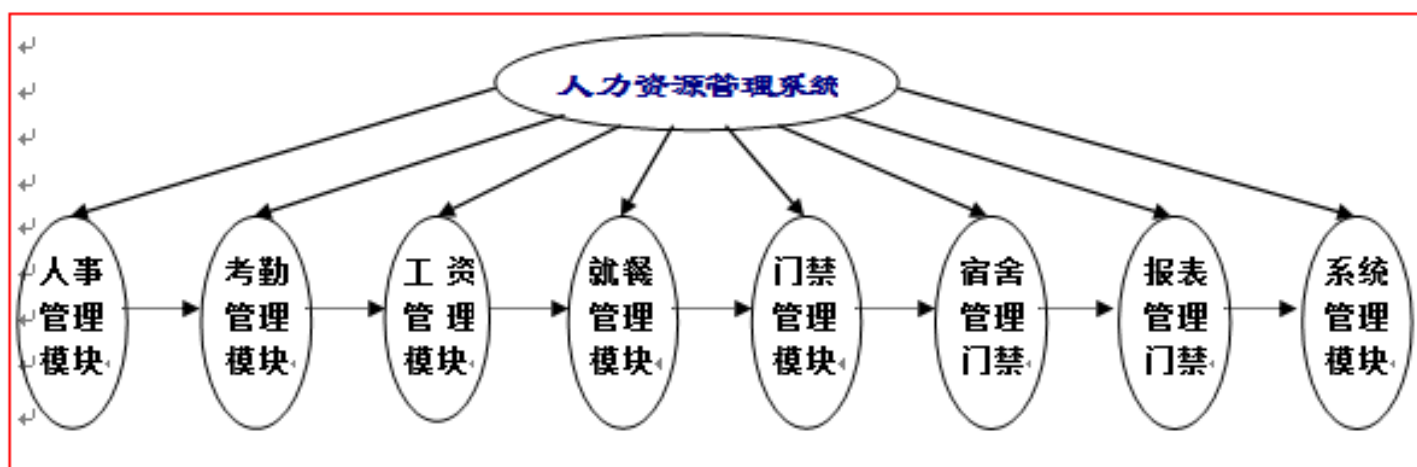 人力资源管理系统
人事
管理
模块
考勤
管理
模块
工 资
管 理
模块
就餐
管理
模块
门禁
管理
模块
宿舍
管理
门禁
报表
管理
门禁
系统
管理
模块